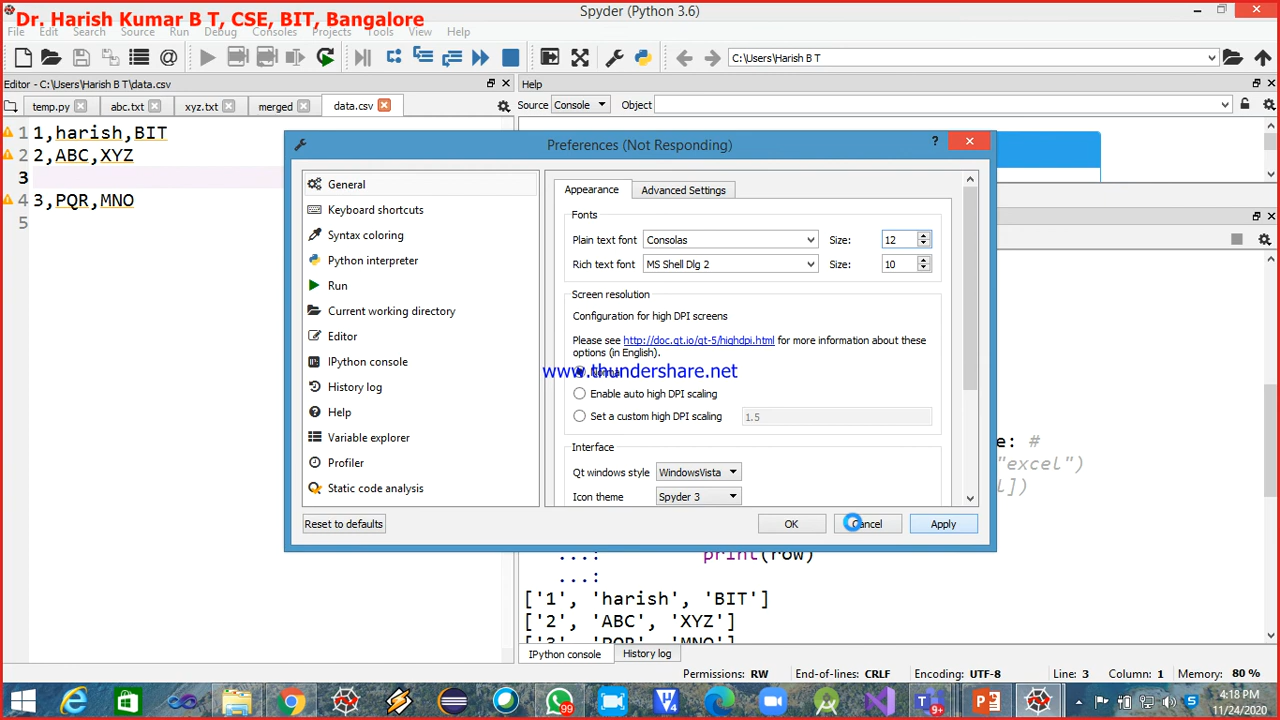 Dr. Harish Kumar B T, CSE, BIT, Bangalore
Spyder (Python 3.6)
File Edit Search Source Run Debug Consoles Projects Tools View Help
C:\Users\Harish B T
Editor - C:\Users\Harish B T\data.csv
Help
temp.py abc.txt xyz.txt merged data.csv
Source Console Object
1 1,harish,BIT
2 2,ABC,XYZ
3
4 3,PQR,MNO
5
Preferences (Not Responding)
?
General
Keyboard shortcuts
Syntax coloring
Python interpreter
Run
Current working directory
Editor
IPython console
History log
Help
Variable explorer
Profiler
Static code analysis
Reset to defaults
Appearance Advanced Settings
Fonts
Plain text font Consolas Size: 12
Rich text font MS Shell Dlg 2 Size: 10
Screen resolution
Configuration for high DPI screens
Please see http://doc.qt.io/qt-5/highdpi.html for more information about these
options (in English).
www.thundershare.net
Normal
Enable auto high DPI scaling
Set a custom high DPI scaling 1.5
Interface
Qt windows style WindowsVista
Icon theme Spyder 3
OK Cancel Apply
e: #
"excel")
])
...: print(row)
...:
['1', 'harish', 'BIT']
['2', 'ABC', 'XYZ']
['3', 'PQR', 'MNO']
IPython console History log
Permissions: RW End-of-lines: CRLF Encoding: UTF-8 Line: 3 Column: 1 Memory: 80 %
99
9+
4:18 PM
11/24/2020